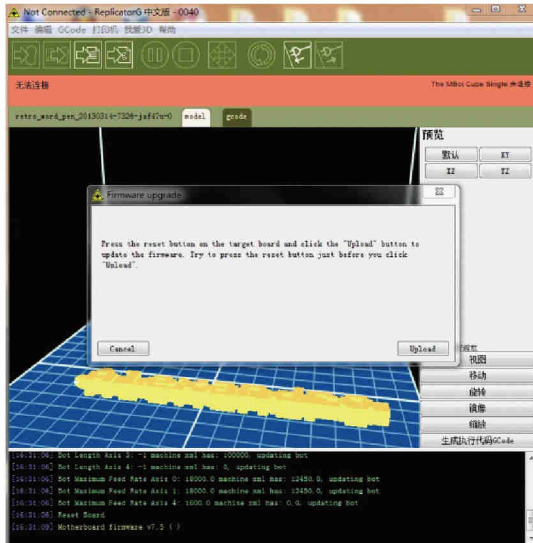 Not Connected - ReplicatorG 中文版 - 0040
文件 编辑 GCode 打印机 我爱3D 帮助
无法连接
The MBot Cube Single 未连接
retro_word_pen_20130314-7326-jxf47u-0 model gcode
预览
默认 XY
XZ YZ
Firmware upgrade
Press the reset button on the target board and click the "Upload" button to
update the firmware. Try to press the reset button just before you click
"Upload".
Cancel Upload
视图
移动
旋转
镜像
缩放
生成执行代码GCode
[16:31:06] Bot Length Axis 3: -1 machine xml has: 100000, updating bot
[16:31:06] Bot Length Axis 4: -1 machine xml has: 0, updating bot
[16:31:06] Bot Maximum Feed Rate Axis 0: 18000.0 machine xml has: 12450.0, updating bot
[16:31:06] Bot Maximum Feed Rate Axis 1: 18000.0 machine xml has: 12450.0, updating bot
[16:31:06] Bot Maximum Feed Rate Axis 4: 1600.0 machine xml has: 0.0, updating bot
[16:31:06] Reset Board
[16:31:09] Motherboard firmware v7.5 ( )